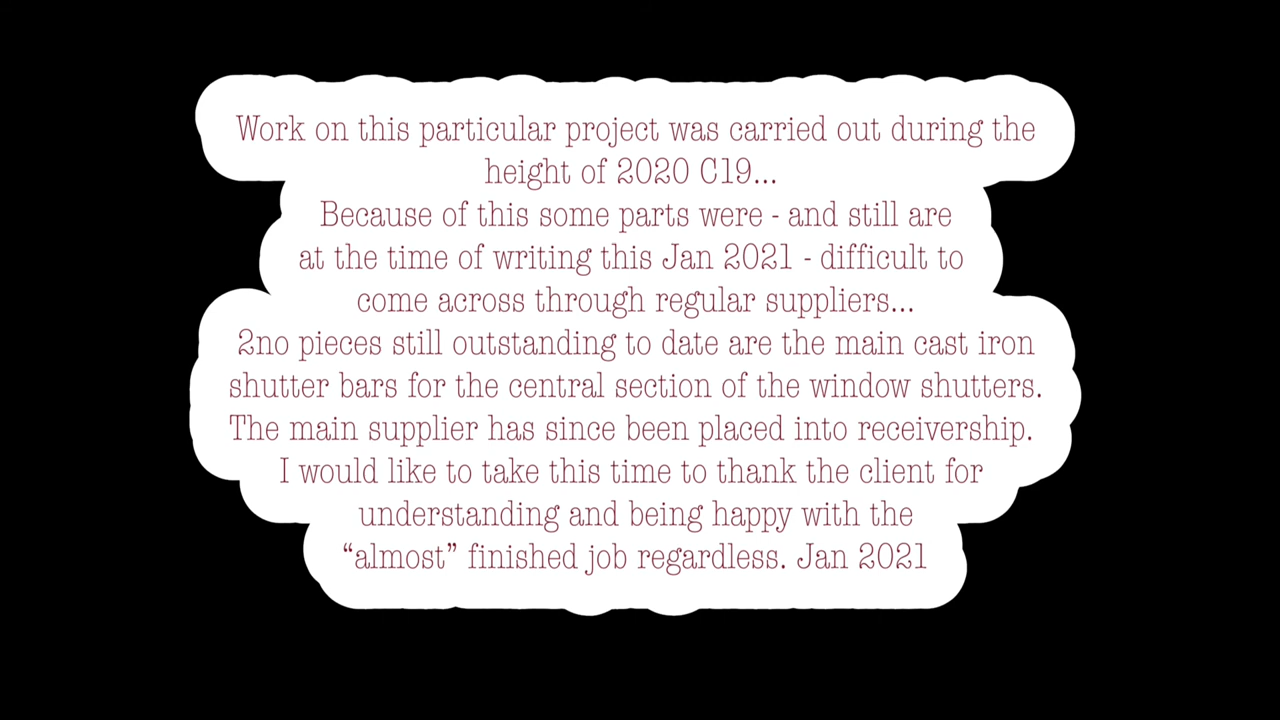 Work on this particular project was carried out during the
height of 2020 C19...
Because of this some parts were - and still are
at the time of writing this Jan 2021 - difficult to
come across through regular suppliers...
2no pieces still outstanding to date are the main cast iron
shutter bars for the central section of the window shutters.
The main supplier has since been placed into receivership.
I would like to take this time to thank the client for
understanding and being happy with the
“almost” finished job regardless. Jan 2021